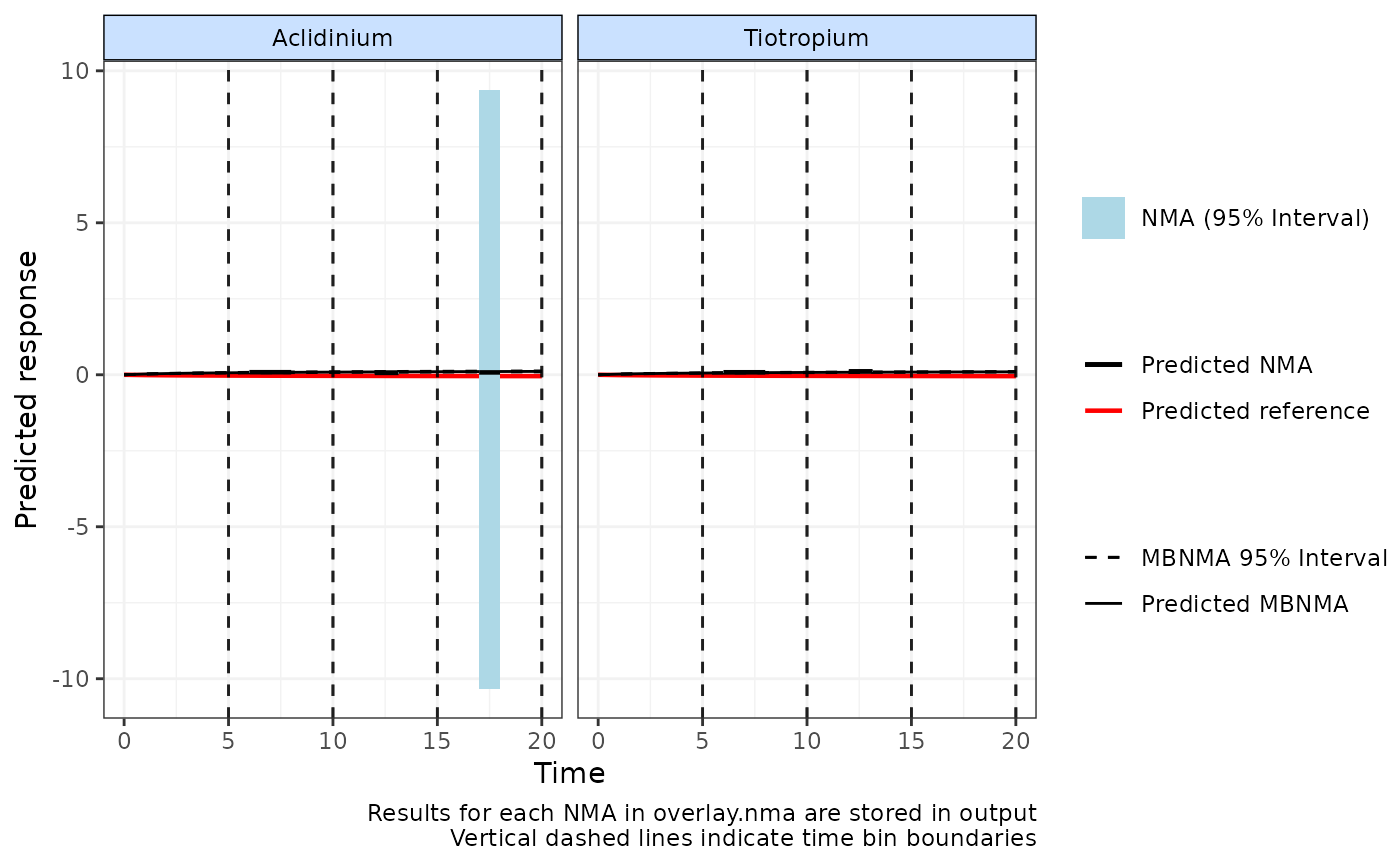 Aclidinium
Tiotropium
Predicted response
10
5
0
-5
-10
0
5
10
15
20
0
5
10
15
20
Time
NMA (95% Interval)
Predicted NMA
Predicted reference
MBNMA 95% Interval
Predicted MBNMA
Results for each NMA in overlay.nma are stored in output
Vertical dashed lines indicate time bin boundaries